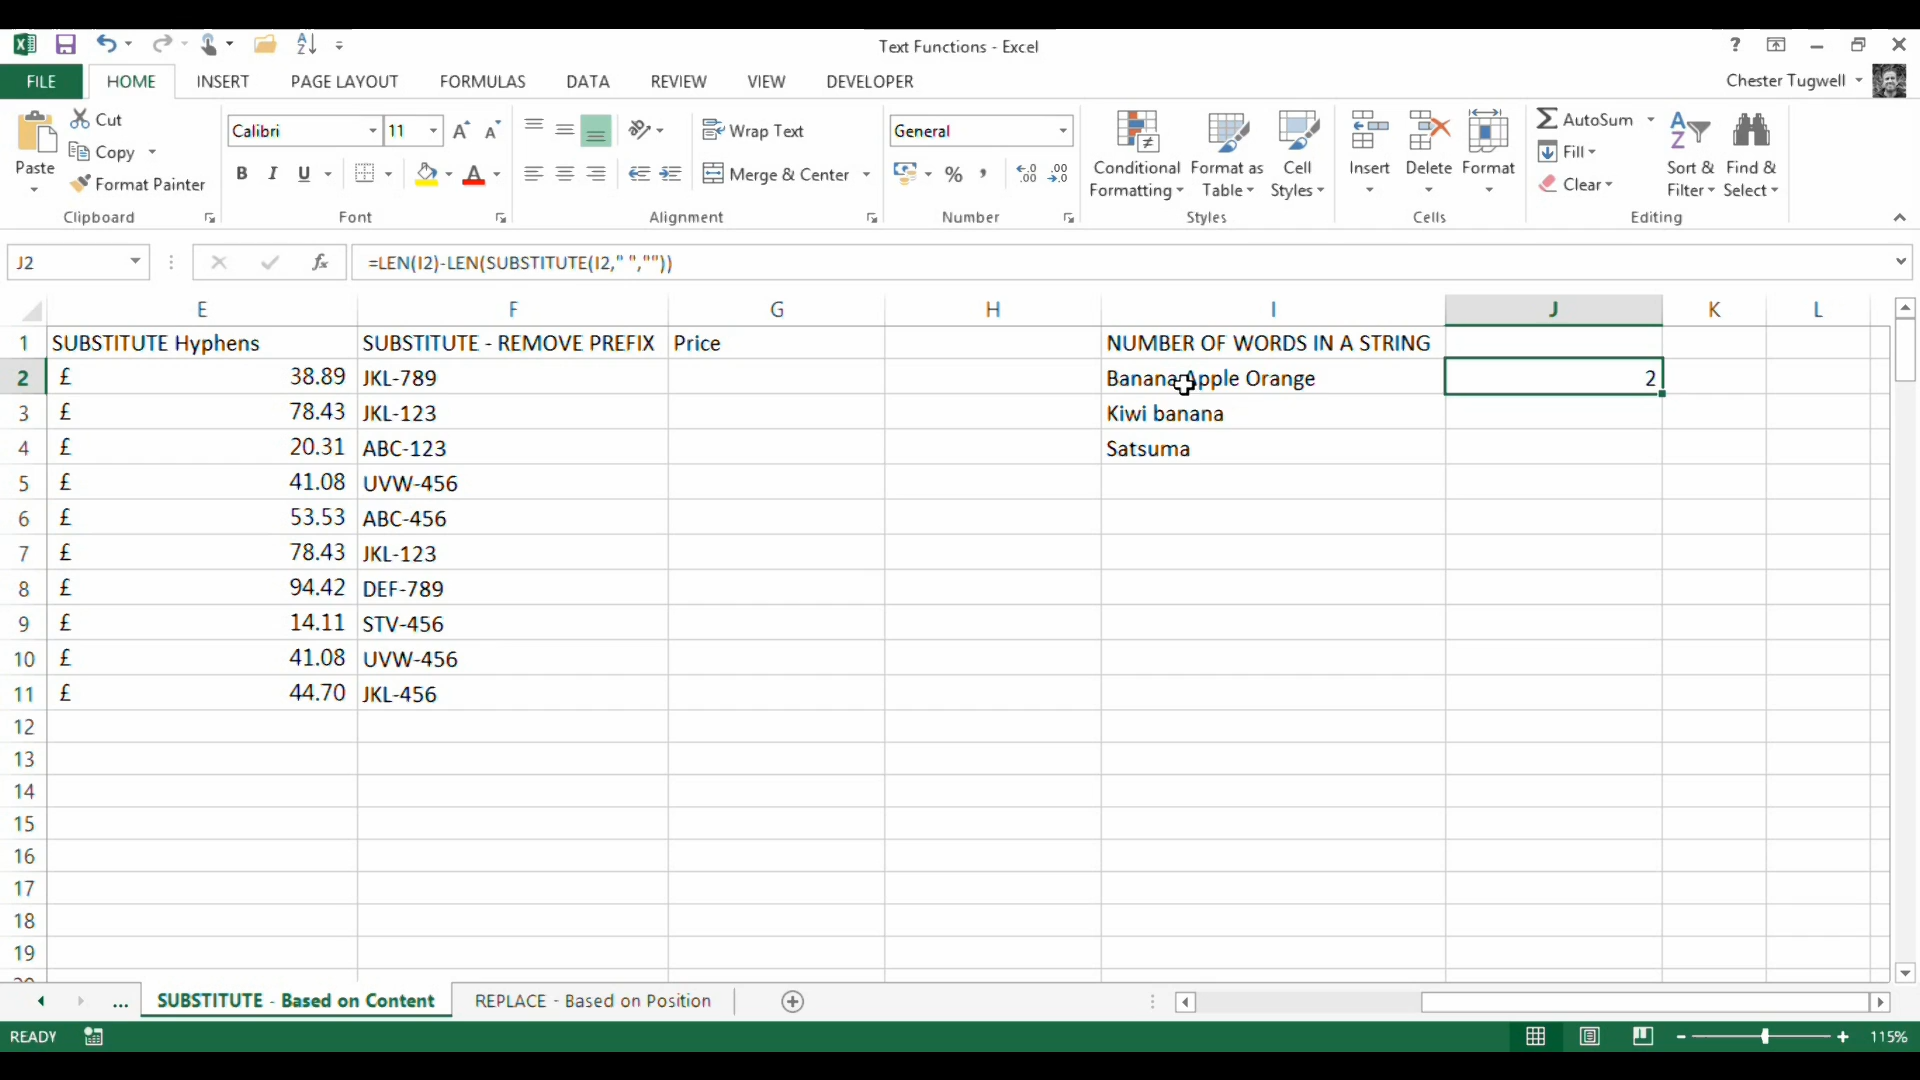 Text Functions - Excel
?
FILE HOME INSERT PAGE LAYOUT FORMULAS DATA REVIEW VIEW DEVELOPER
Chester Tugwell
Paste
Cut
Copy
Format Painter
Clipboard
Calibri 11
B I U
Font
Wrap Text
Merge & Center
Alignment
General
%
Number
Conditional Formatting
Format as Table
Cell Styles
Styles
Insert
Delete
Format
Cells
AutoSum
Fill
Clear
Sort & Filter
Find & Select
Editing
J2 fx =LEN(I2)-LEN(SUBSTITUTE(I2," ",""))
E F G H I J K L
1 SUBSTITUTE Hyphens SUBSTITUTE - REMOVE PREFIX Price NUMBER OF WORDS IN A STRING
2 £ 38.89 JKL-789 Banana Apple Orange 2
3 £ 78.43 JKL-123 Kiwi banana
4 £ 20.31 ABC-123 Satsuma
5 £ 41.08 UVW-456
6 £ 53.53 ABC-456
7 £ 78.43 JKL-123
8 £ 94.42 DEF-789
9 £ 14.11 STV-456
10 £ 41.08 UVW-456
11 £ 44.70 JKL-456
12
13
14
15
16
17
18
19
... SUBSTITUTE - Based on Content REPLACE - Based on Position
READY 115%